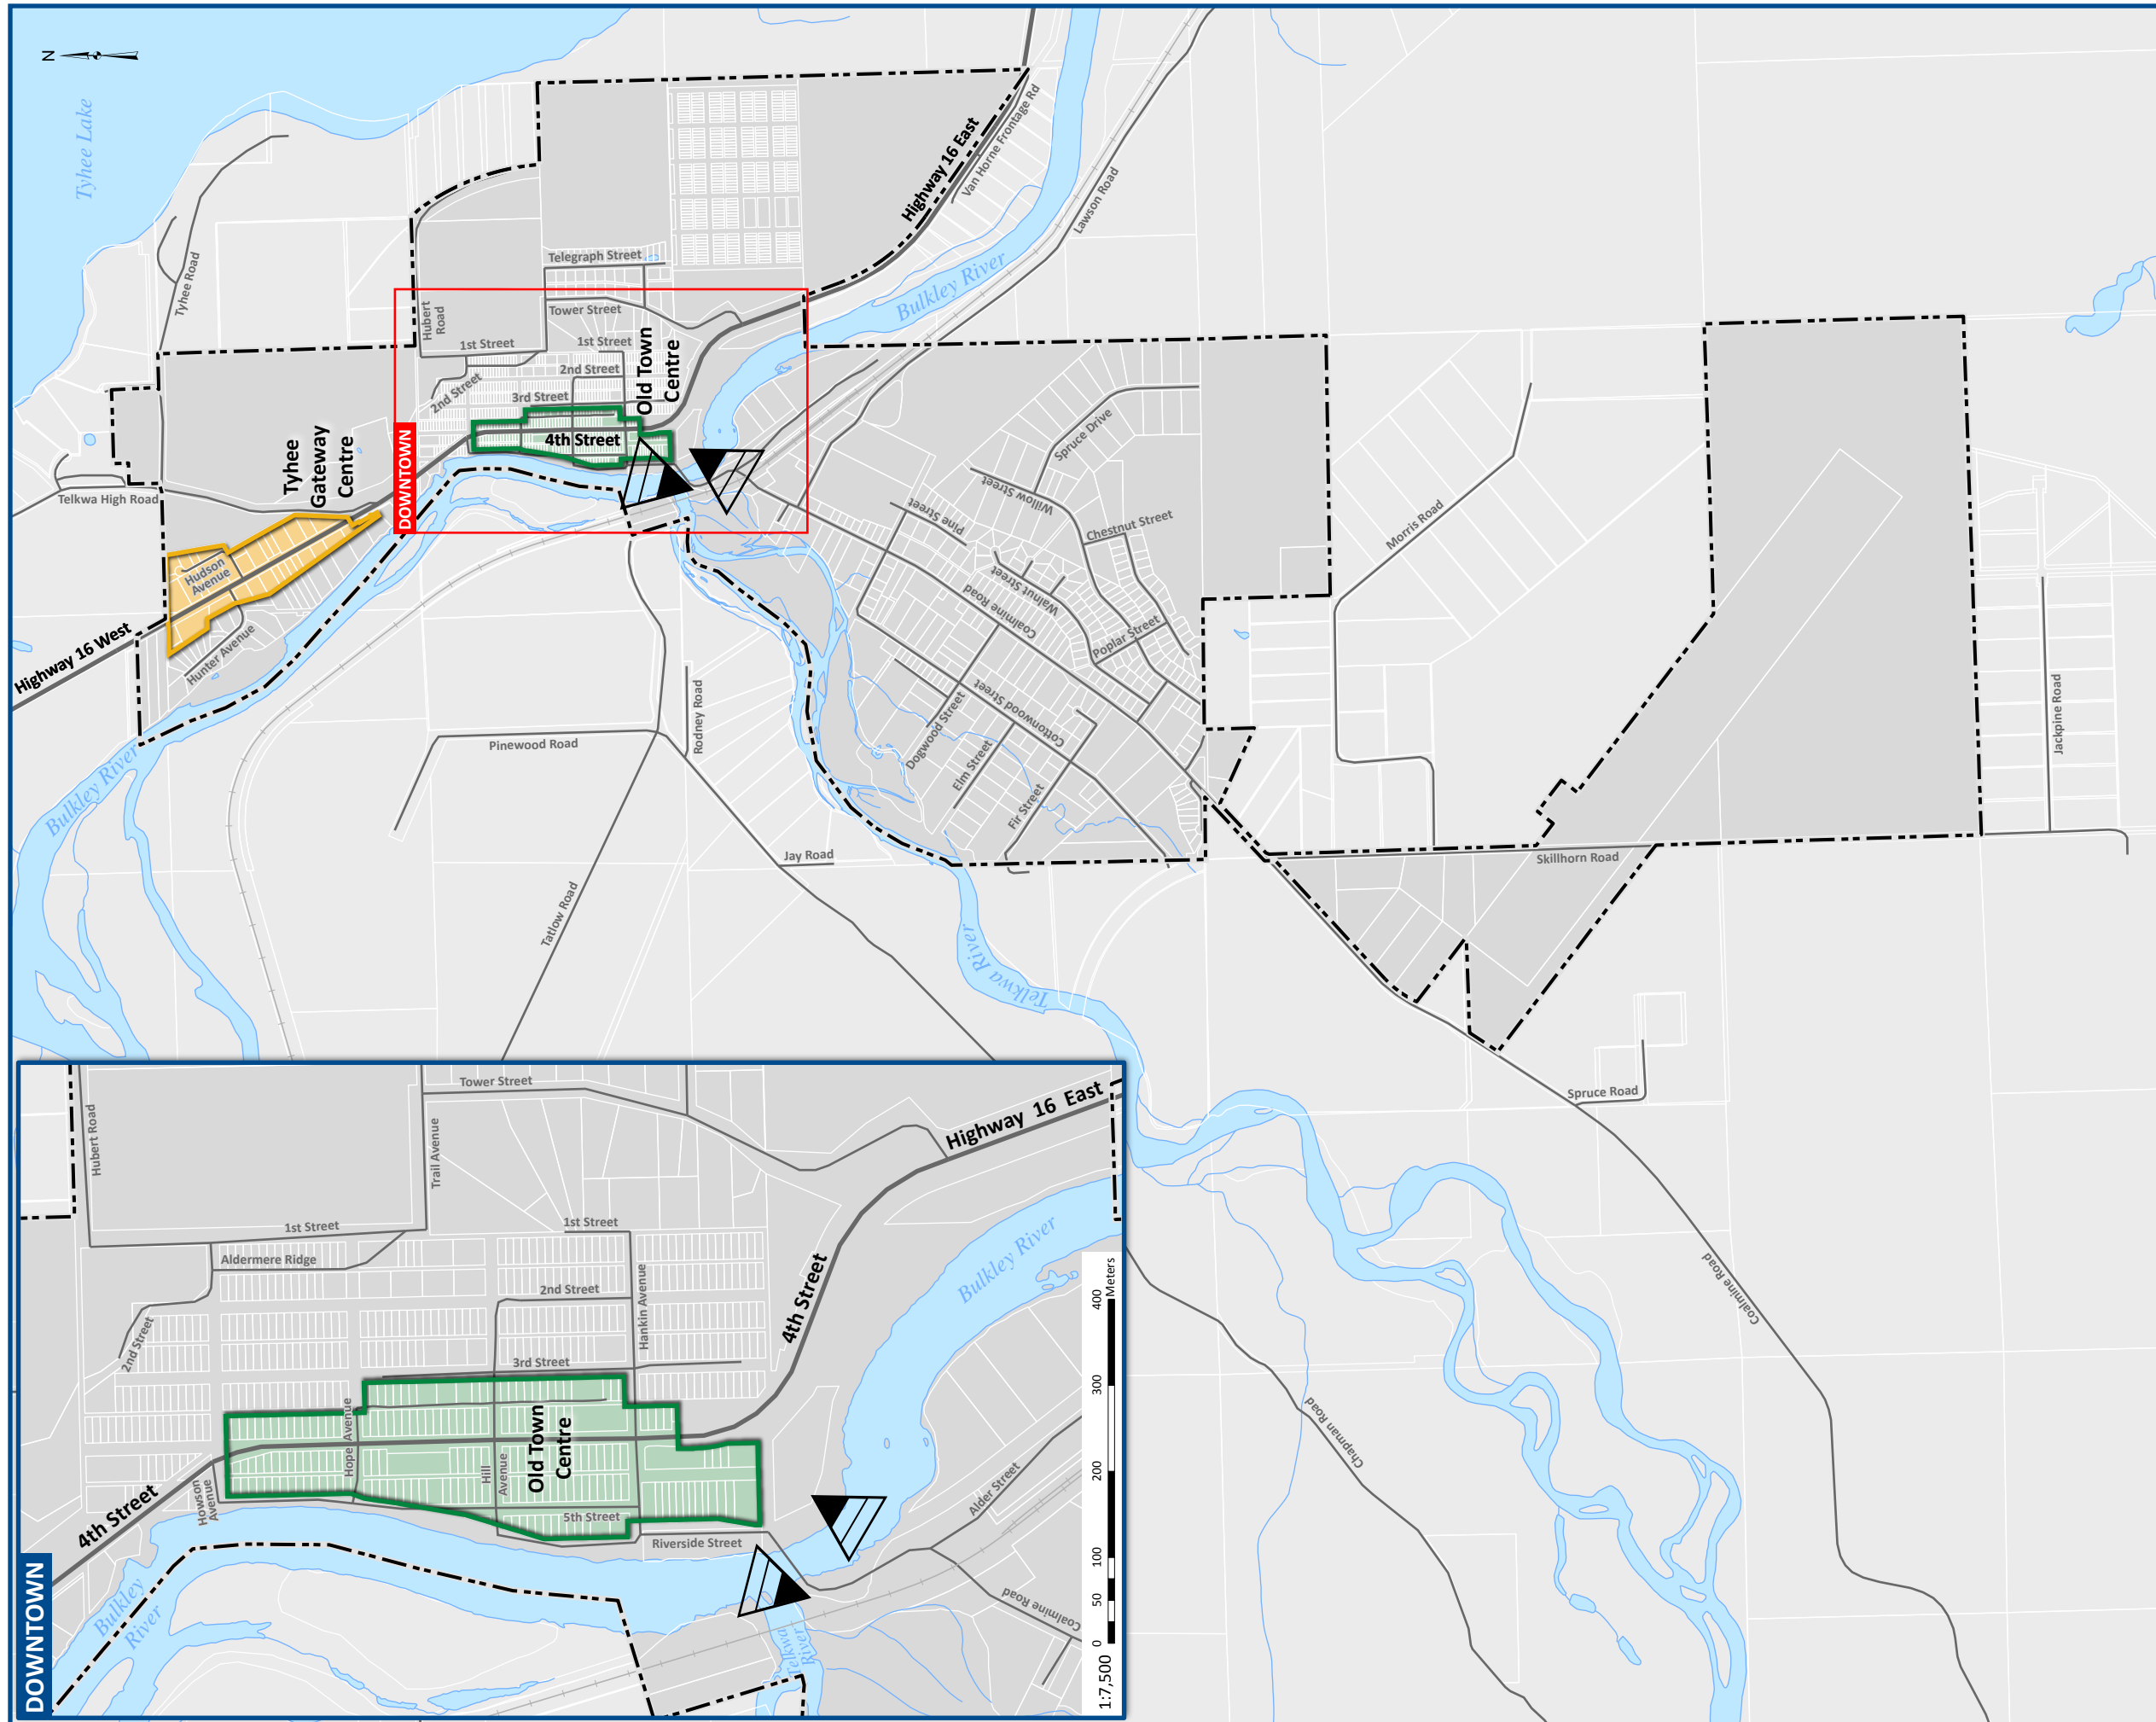 N
Tyhee Lake
Tyhee Road
Telkwa High Road
Tyhee
Gateway
Centre
Hudson
Avenue
Highway 16 West
Hunter Avenue
Bulkley River
DOWNTOWN
Hubert
Road
1st Street
2nd Street
Telegraph Street
Tower Street
1st Street
2nd Street
3rd Street
4th Street
Old Town
Centre
Highway 16 East
Van Horne Frontage Rd
Lawson Road
Bulkley River
Spruce Drive
Willow Street
Pine Street
Chestnut Street
Walnut Street
Coalmine Road
Poplar Street
Cottonwood Street
Dogwood Street
Elm Street
Fir Street
Morris Road
Jackpine Road
Skillhorn Road
Pinewood Road
Rodney Road
Jay Road
Tatlow Road
Telkwa River
Spruce Road
Coalmine Road
Chapman Road
DOWNTOWN
Hubert Road
Tower Street
Trail Avenue
Highway 16 East
1st Street
Aldermere Ridge
2nd Street
1st Street
2nd Street
Hankin Avenue
3rd Street
4th Street
Bulkley River
Hope Avenue
Old Town
Centre
Hill
Avenue
Howson
Avenue
4th Street
5th Street
Riverside Street
Alder Street
Coalmine Road
Bulkley
River
Telkwa
River
1:7,500
0 50 100 200 300 400
Meters